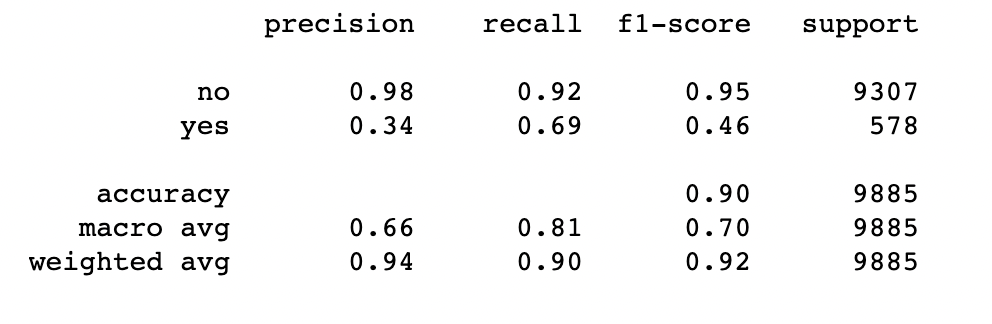 precision recall f1-score support
no 0.98 0.92 0.95 9307
yes 0.34 0.69 0.46 578
accuracy 0.90 9885
macro avg 0.66 0.81 0.70 9885
weighted avg 0.94 0.90 0.92 9885